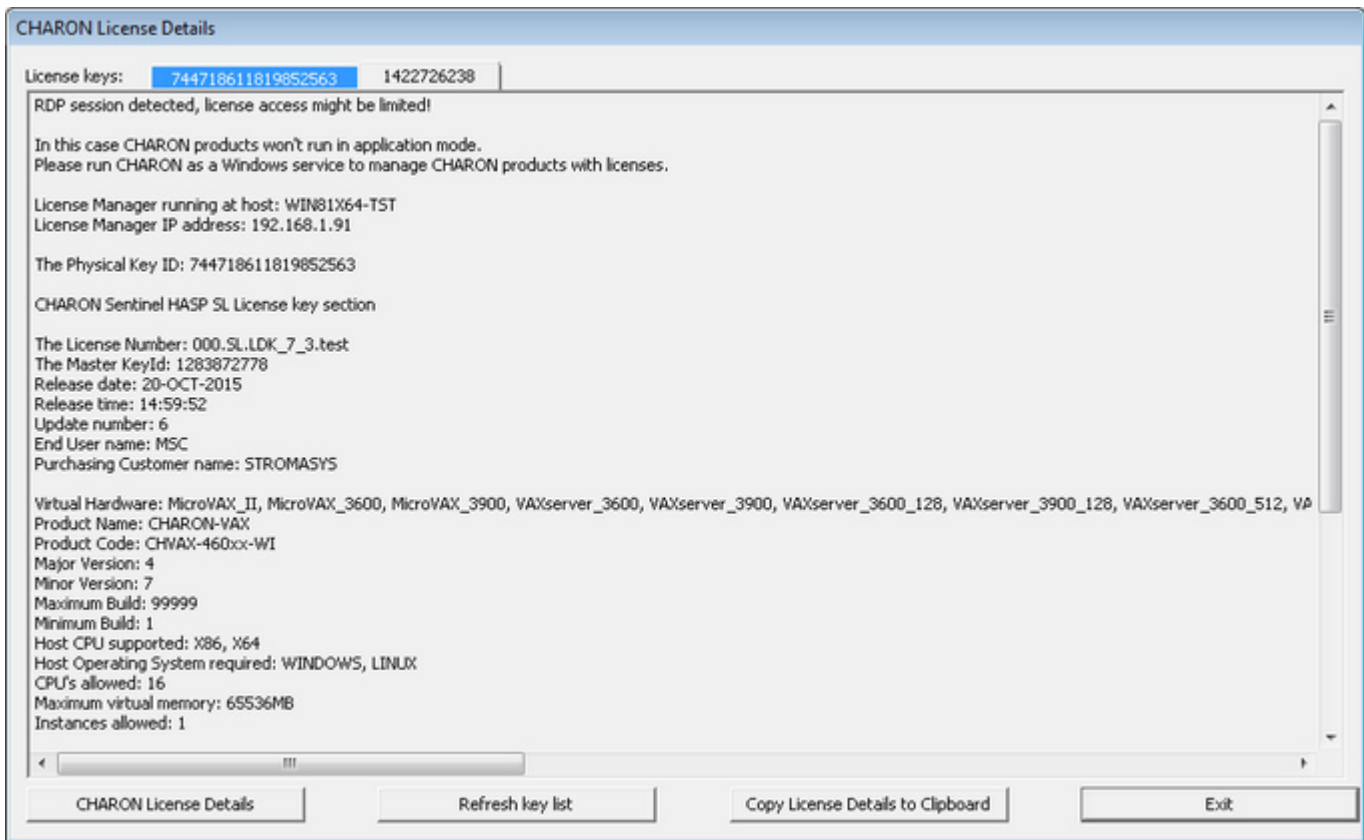 CHARON License Details
License keys: 744718611819852563 1422726238
RDP session detected, license access might be limited!
In this case CHARON products won't run in application mode.
Please run CHARON as a Windows service to manage CHARON products with licenses.
License Manager running at host: WIN81X64-TST
License Manager IP address: 192.168.1.91
The Physical Key ID: 744718611819852563
CHARON Sentinel HASP SL License key section
The License Number: 000.SL.LDK_7_3.test
The Master KeyId: 1283872778
Release date: 20-OCT-2015
Release time: 14:59:52
Update number: 6
End User name: MSC
Purchasing Customer name: STROMASYS
Virtual Hardware: MicroVAX_II, MicroVAX_3600, MicroVAX_3900, VAXserver_3600, VAXserver_3900, VAXserver_3600_128, VAXserver_3900_128, VAXserver_3600_512, VA
Product Name: CHARON-VAX
Product Code: CHVAX-460xx-WI
Major Version: 4
Minor Version: 7
Maximum Build: 99999
Minimum Build: 1
Host CPU supported: X86, X64
Host Operating System required: WINDOWS, LINUX
CPU's allowed: 16
Maximum virtual memory: 65536MB
Instances allowed: 1
CHARON License Details Refresh key list Copy License Details to Clipboard Exit